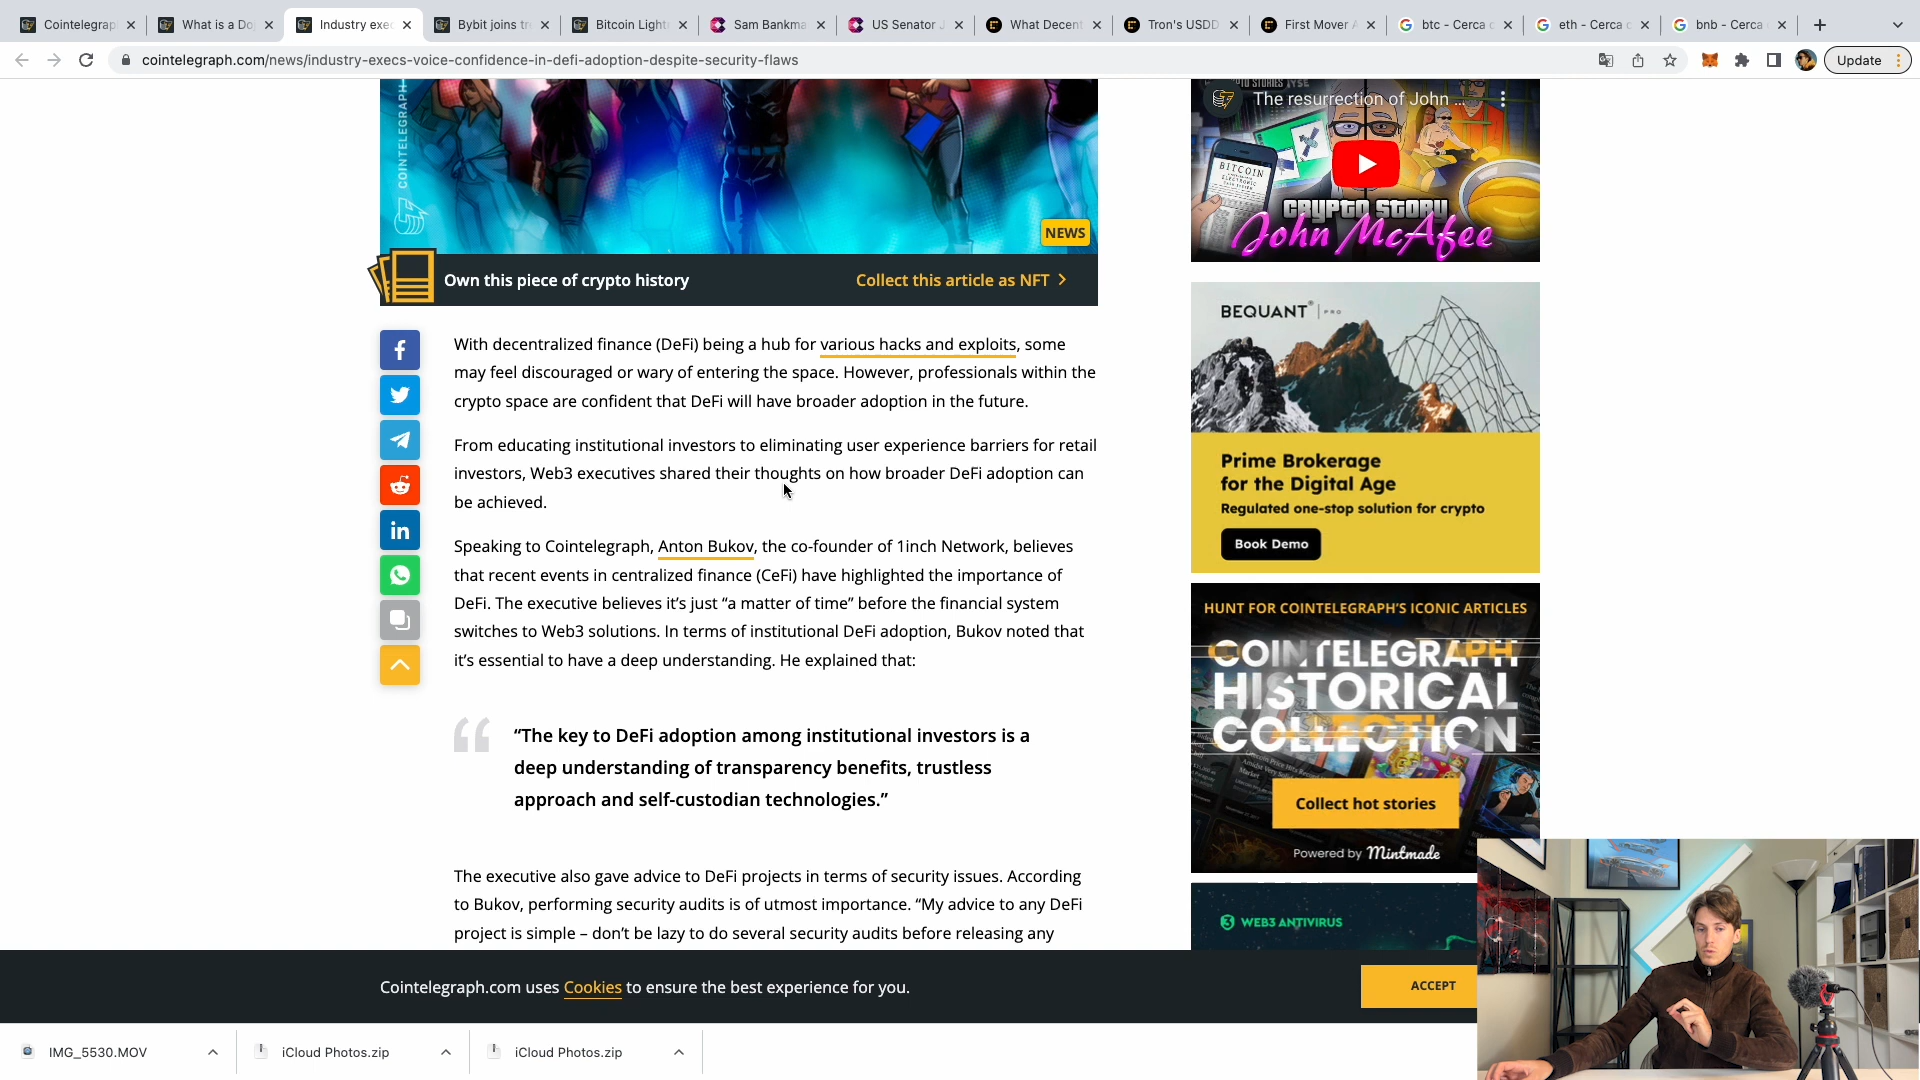 Cointelegrap
What is a Do
Industry exec
Bybit joins tr
Bitcoin Light
Sam Bankma
US Senator J
What Decent
Tron's USDD
First Mover A
btc - Cerca
eth - Cerca
bnb - Cerca
cointelegraph.com/news/industry-execs-voice-confidence-in-defi-adoption-despite-security-flaws
Update
COINTELEGRAPH
NEWS
Own this piece of crypto history
Collect this article as NFT
With decentralized finance (DeFi) being a hub for various hacks and exploits, some
may feel discouraged or wary of entering the space. However, professionals within the
crypto space are confident that DeFi will have broader adoption in the future.
From educating institutional investors to eliminating user experience barriers for retail
investors, Web3 executives shared their thoughts on how broader DeFi adoption can
be achieved.
Speaking to Cointelegraph, Anton Bukov, the co-founder of 1inch Network, believes
that recent events in centralized finance (CeFi) have highlighted the importance of
DeFi. The executive believes it's just “a matter of time” before the financial system
switches to Web3 solutions. In terms of institutional DeFi adoption, Bukov noted that
it's essential to have a deep understanding. He explained that:
“The key to DeFi adoption among institutional investors is a
deep understanding of transparency benefits, trustless
approach and self-custodian technologies.”
The executive also gave advice to DeFi projects in terms of security issues. According
to Bukov, performing security audits is of utmost importance. “My advice to any DeFi
project is simple – don't be lazy to do several security audits before releasing any
The resurrection of John ...
BITCOIN
CRYPTO STORY
John McAfee
BEQUANT | PRO
Prime Brokerage
for the Digital Age
Regulated one-stop solution for crypto
Book Demo
HUNT FOR COINTELEGRAPH'S ICONIC ARTICLES
COINTELEGRAPH
HISTORICAL
COLLECTION
Collect hot stories
Powered by Mintmade
WEB3 ANTIVIRUS
Cointelegraph.com uses Cookies to ensure the best experience for you.
ACCEPT
IMG_5530.MOV
iCloud Photos.zip
iCloud Photos.zip